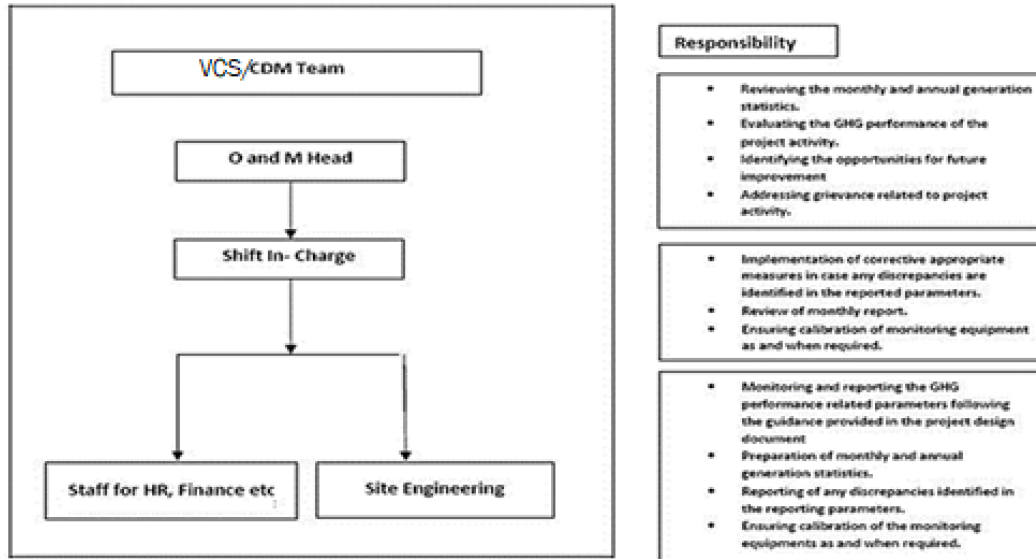 VCS/CDM Team
O and M Head
Shift In- Charge
Staff for HR, Finance etc
Site Engineering
Responsibility
• Reviewing the monthly and annual generation
statistics.
• Evaluating the GHG performance of the
project activity.
• Identifying the opportunities for future
improvement
• Addressing grievance related to project
activity.
• Implementation of corrective appropriate
measures in case any discrepancies are
identified in the reported parameters.
• Review of monthly report.
• Ensuring calibration of monitoring equipment
as and when required.
• Monitoring and reporting the GHG
performance related parameters following
the guidance provided in the project design
document
• Preparation of monthly and annual
generation statistics.
• Reporting of any discrepancies identified in
the reporting parameters.
• Ensuring calibration of the monitoring
equipments as and when required.